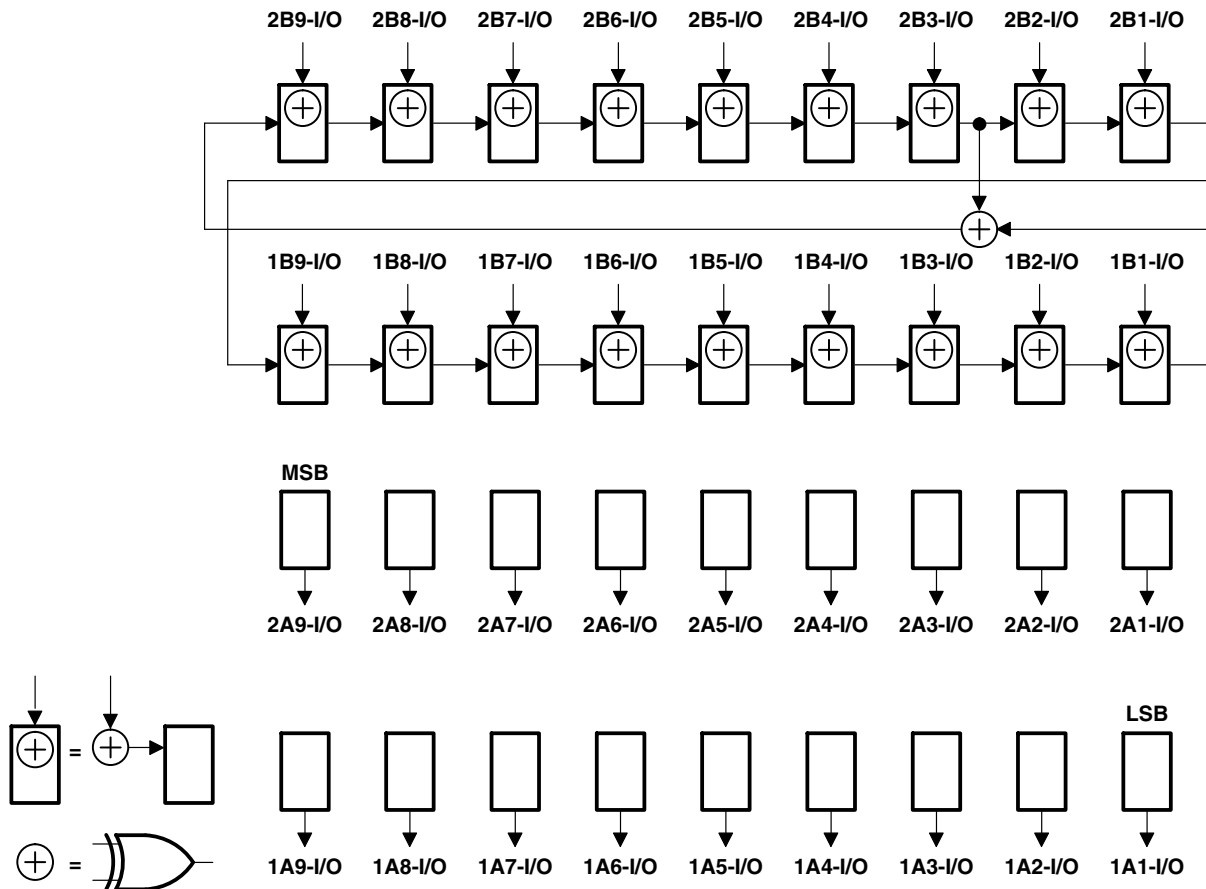 2B9-I/O 2B8-I/O 2B7-I/O 2B6-I/O 2B5-I/O 2B4-I/O 2B3-I/O 2B2-I/O 2B1-I/O
1B9-I/O 1B8-I/O 1B7-I/O 1B6-I/O 1B5-I/O 1B4-I/O 1B3-I/O 1B2-I/O 1B1-I/O
MSB
2A9-I/O 2A8-I/O 2A7-I/O 2A6-I/O 2A5-I/O 2A4-I/O 2A3-I/O 2A2-I/O 2A1-I/O
LSB
=
=
1A9-I/O 1A8-I/O 1A7-I/O 1A6-I/O 1A5-I/O 1A4-I/O 1A3-I/O 1A2-I/O 1A1-I/O